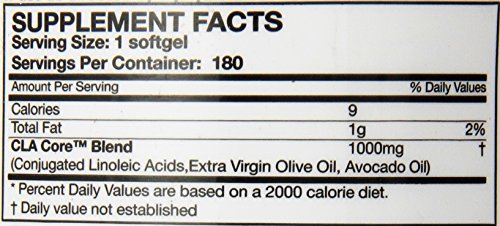 SUPPLEMENT FACTS
Serving Size: 1 softgel
Servings Per Container: 180
Amount Per Serving % Daily Values
Calories 9
Total Fat 1g 2%
CLA Core™ Blend 1000mg †
(Conjugated Linoleic Acids,Extra Virgin Olive Oil, Avocado Oil)
* Percent Daily Values are based on a 2000 calorie diet.
† Daily value not established